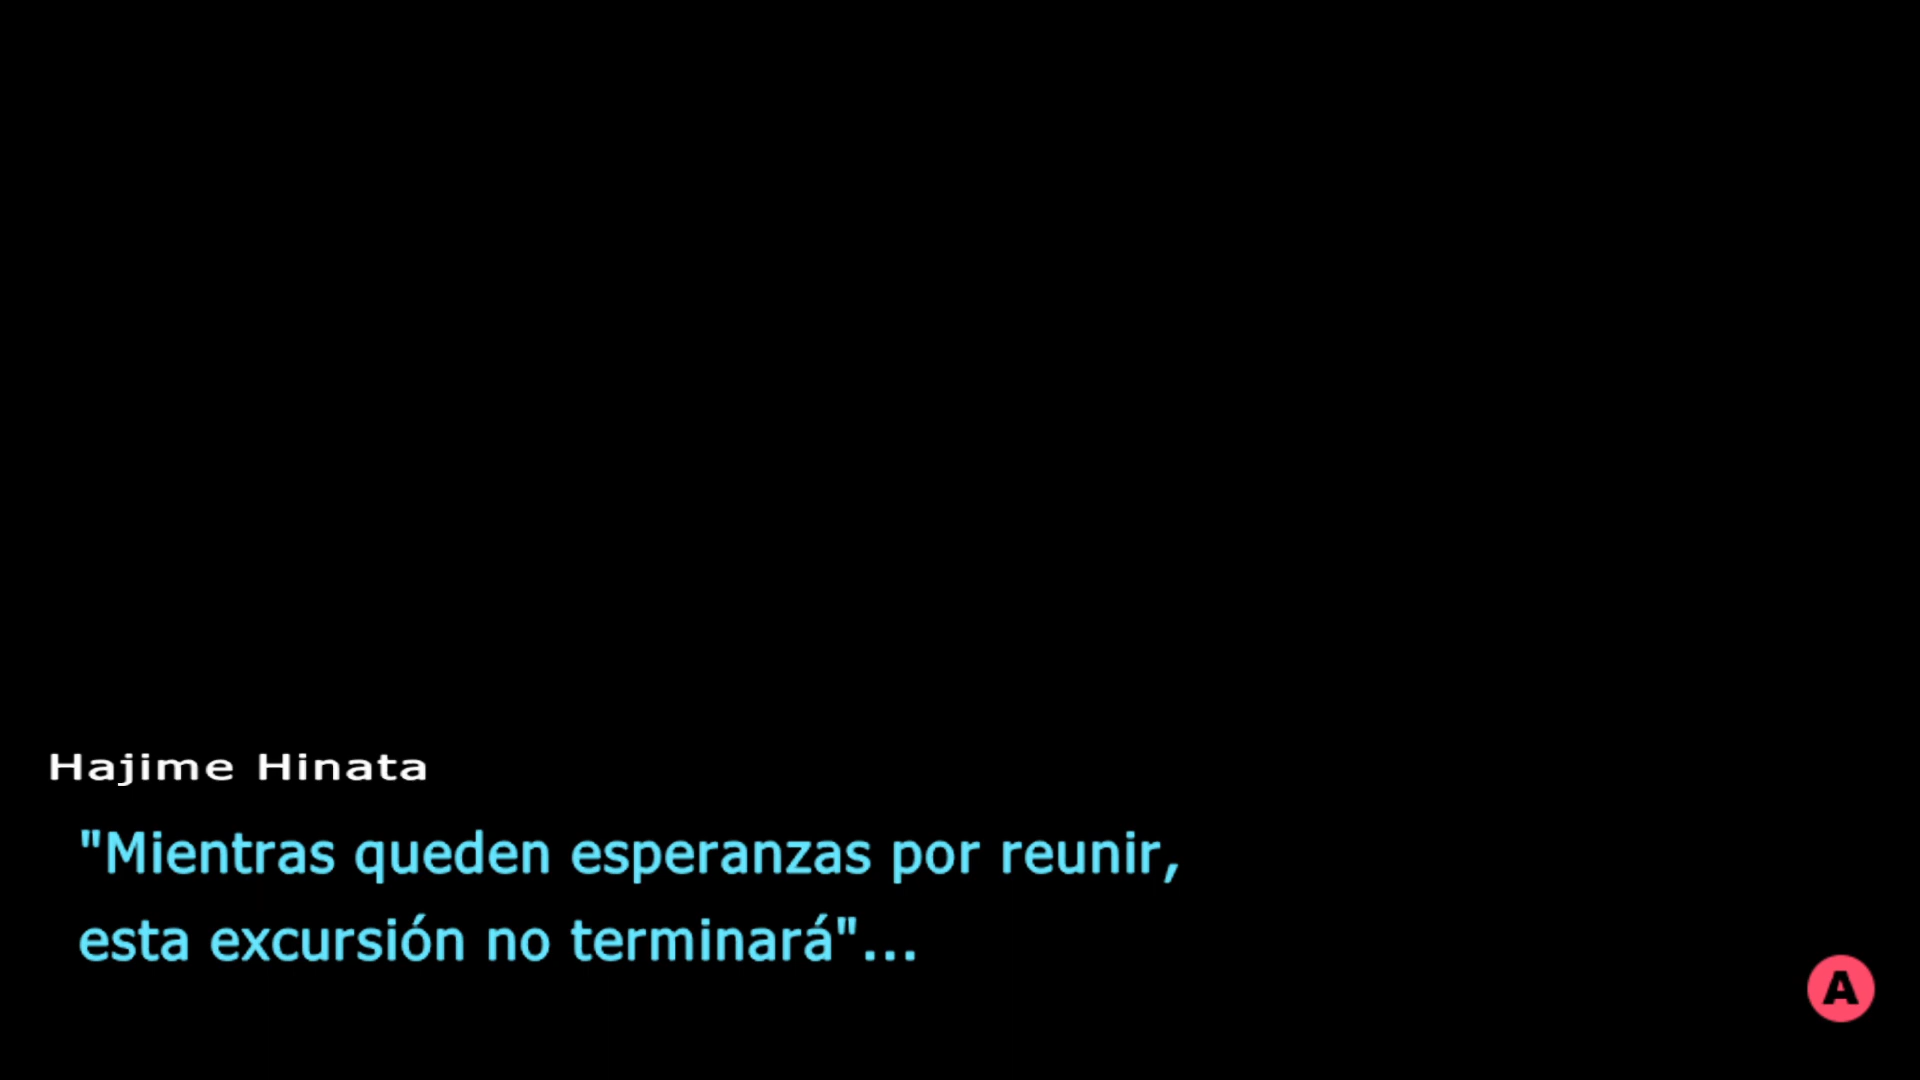 Hajime Hinata
"Mientras queden esperanzas por reunir,
esta excursión no terminará"...
A